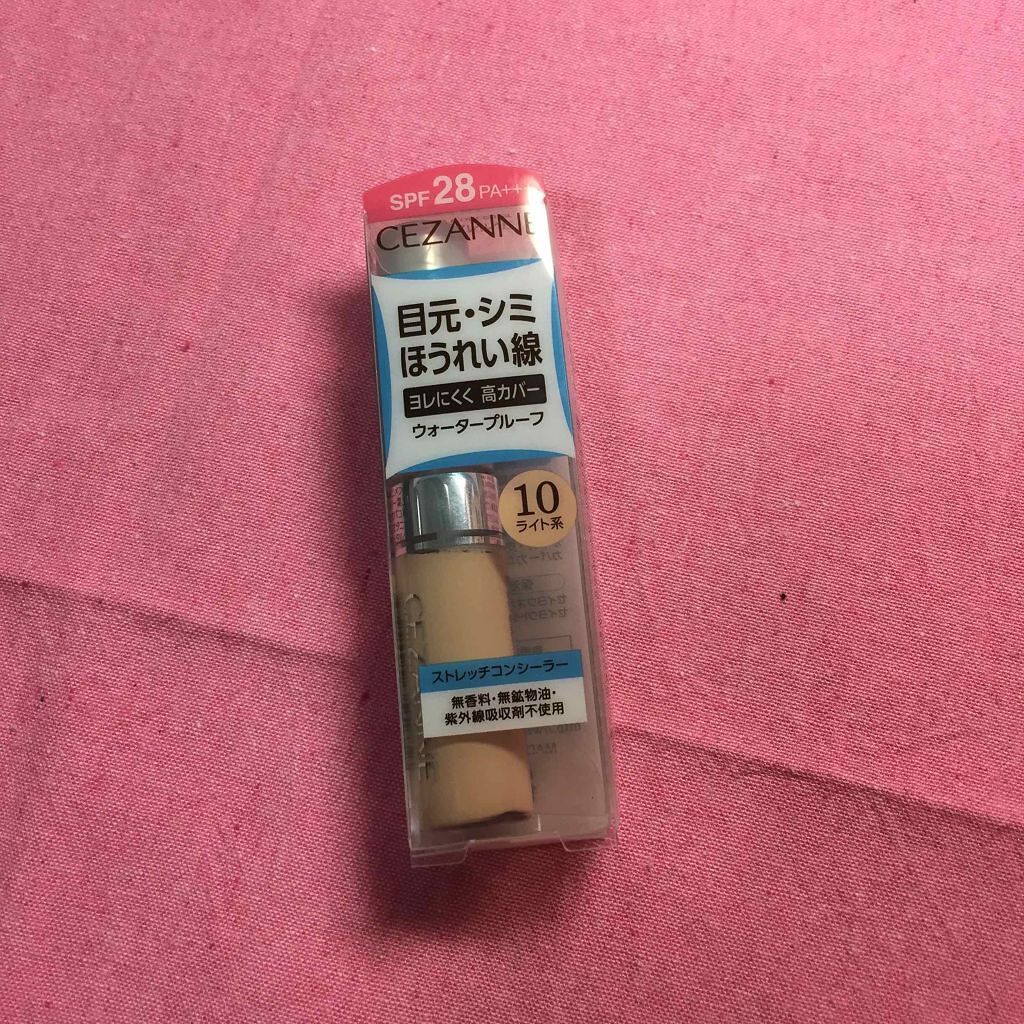 SPF28 PA+++
CEZANNE
目元・シミ
ほうれい線
ヨレにくく 高カバー
ウォータープルーフ
10
ライト系
CEZANNE
ストレッチコンシーラー
無香料・無鉱物油・
紫外線吸収剤不使用